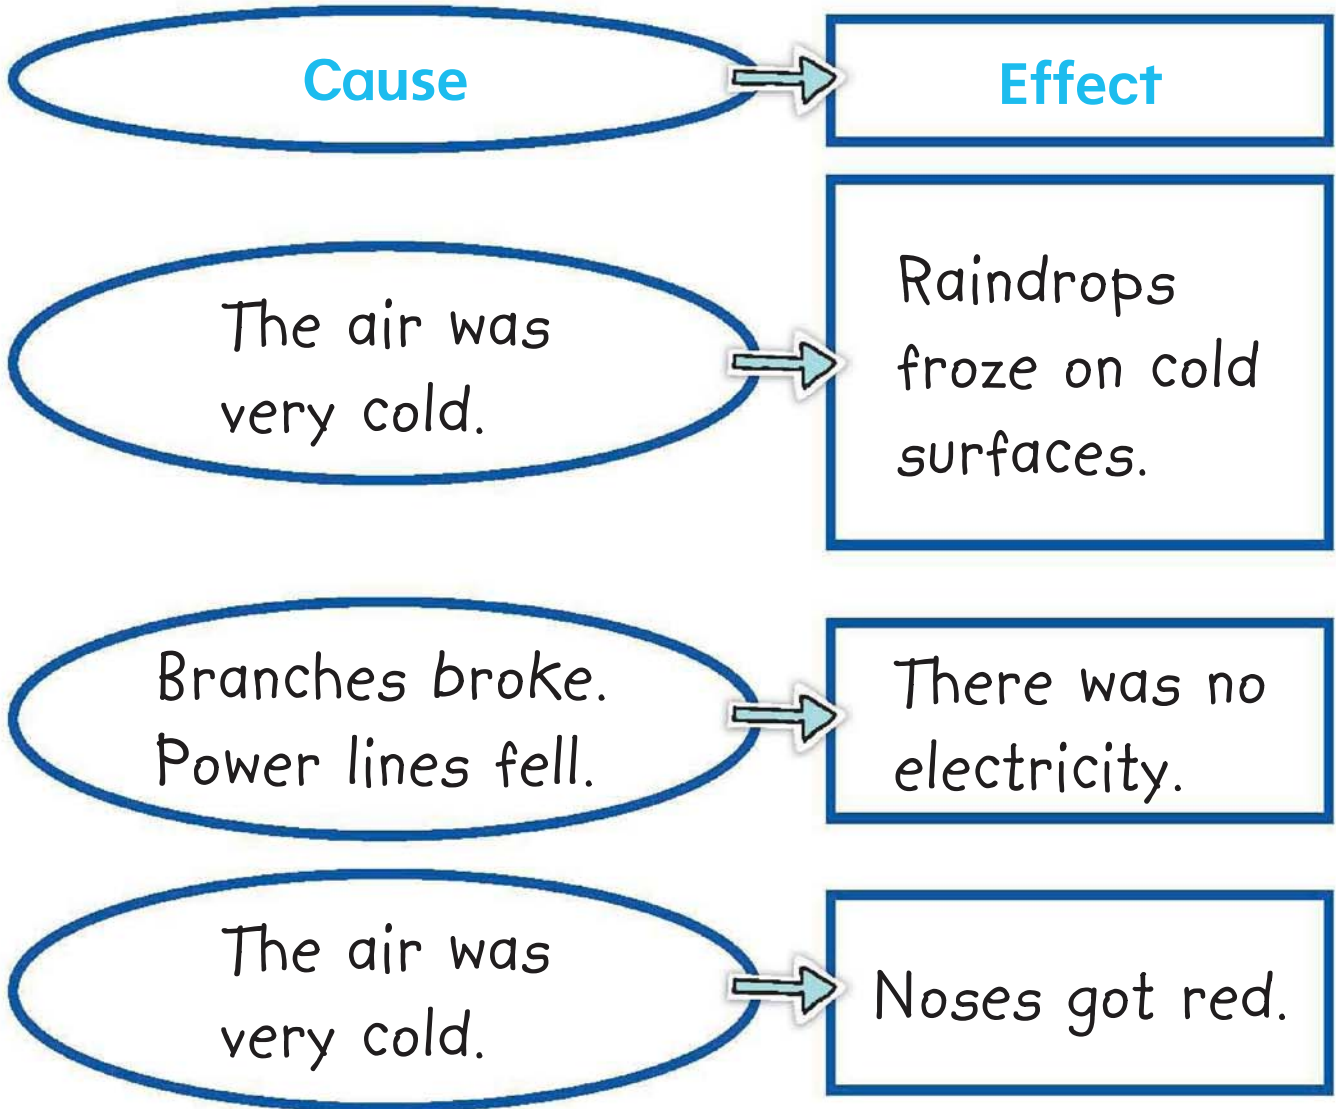 Cause
Effect
The air was
very cold.
Raindrops
froze on cold
surfaces.
Branches broke.
Power lines fell.
There was no
electricity.
The air was
very cold.
Noses got red.